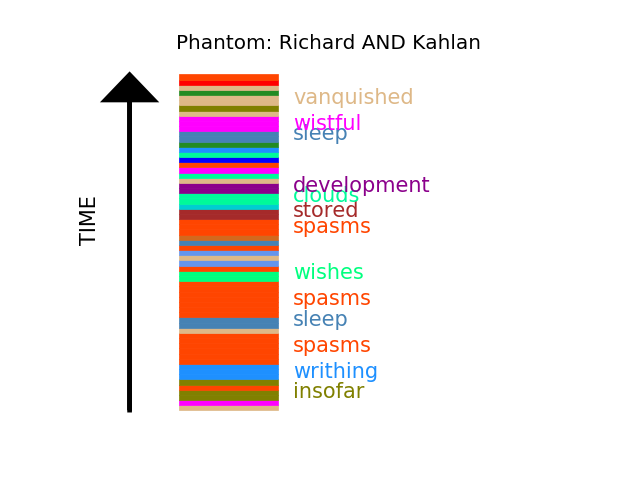 Phantom: Richard AND Kahlan
vanquished
wistful
sleep
development
clouds
stored
spasms
wishes
spasms
sleep
spasms
writhing
insofar
TIME